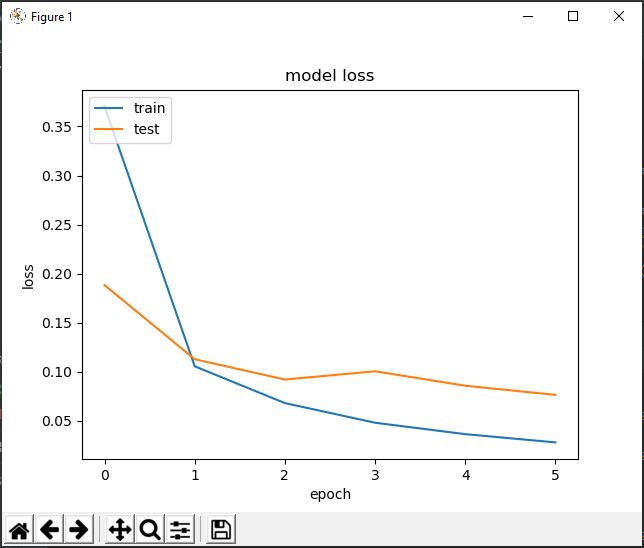 Figure 1
model loss
train
test
0.35
0.30
0.25
0.20
0.15
0.10
0.05
loss
0 1 2 3 4 5
epoch